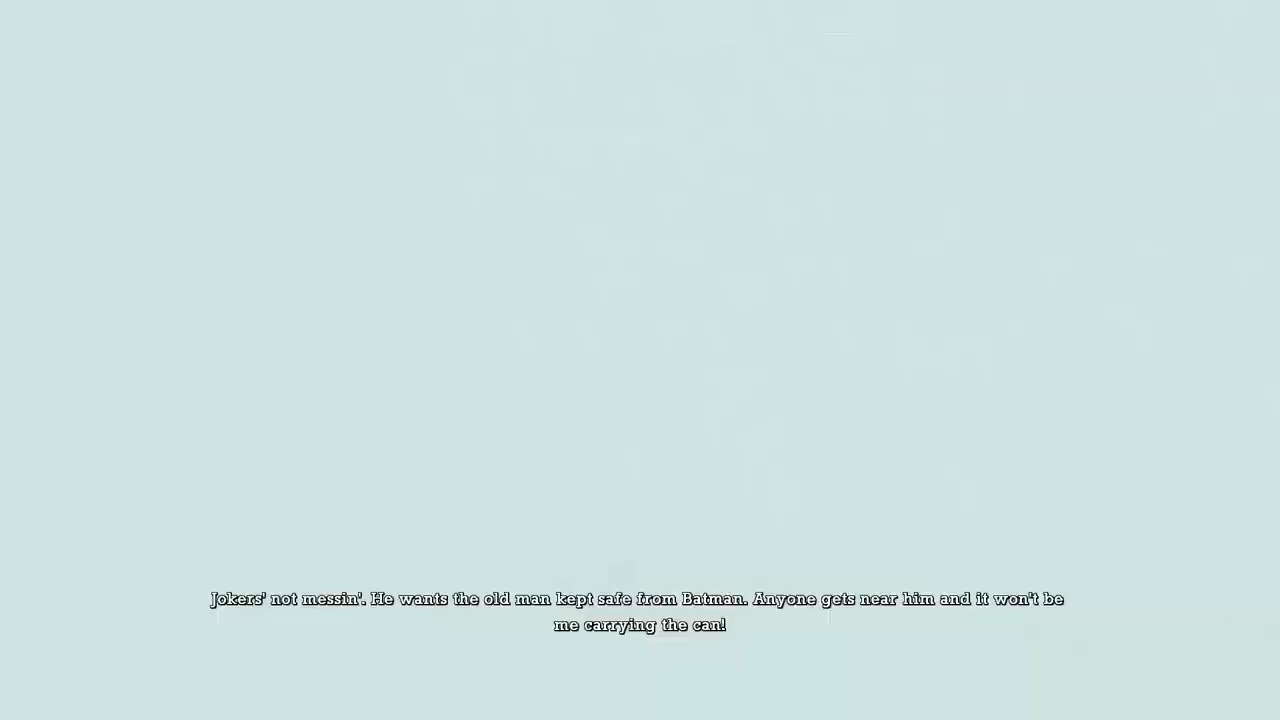 Jokers' not messin'. He wants the old man kept safe from Batman. Anyone gets near him and it won't be
me carrying the can!